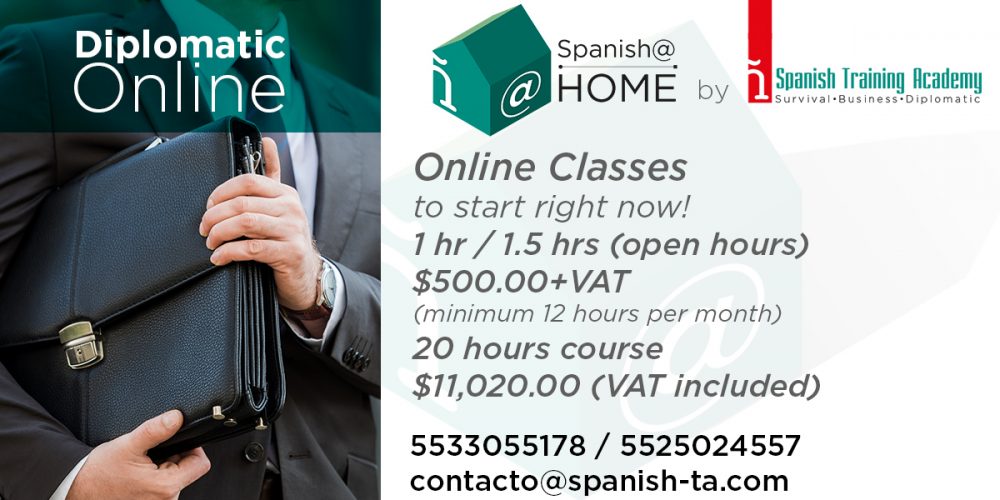 Diplomatic
Online
Spanish@
HOME
by
Spanish Training Academy
Survival•Business•Diplomatic
ñ
@
ñ
Online Classes
to start right now!
1 hr / 1.5 hrs (open hours)
$500.00+VAT
(minimum 12 hours per month)
20 hours course
$11,020.00 (VAT included)
5533055178 / 5525024557
contacto@spanish-ta.com